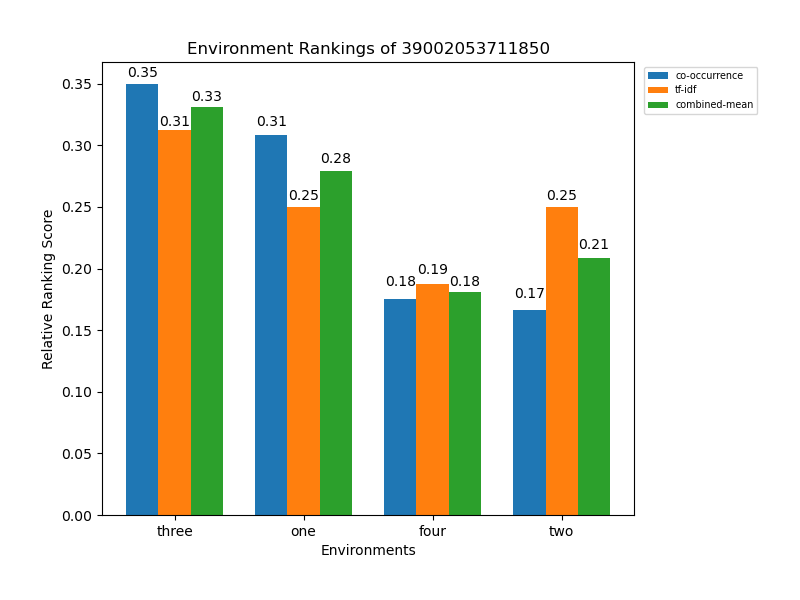 Environment Rankings of 39002053711850
co-occurrence
tf-idf
combined-mean
Relative Ranking Score
0.35
0.30
0.25
0.20
0.15
0.10
0.05
0.00
0.35
0.31
0.33
0.31
0.25
0.28
0.18
0.19
0.18
0.17
0.25
0.21
three one four two
Environments